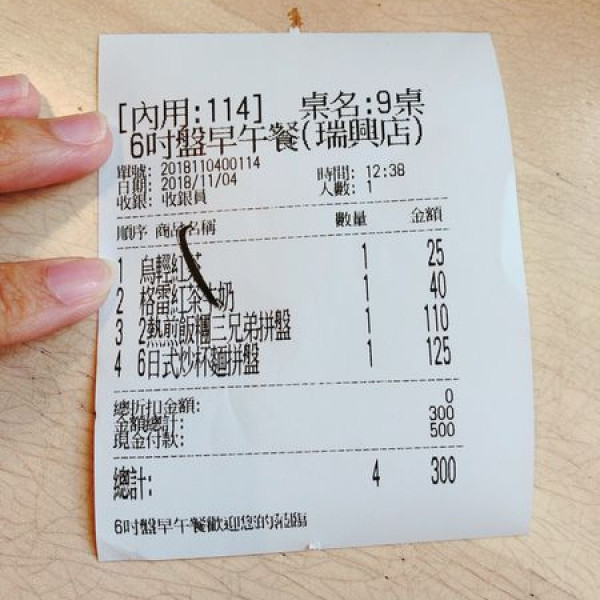 [內用:114] 桌名:9桌
6吋盤早午餐(瑞興店)
單號: 2018110400114
日期: 2018/11/04 時間: 12:38
收銀: 收銀員 人數: 1
順序 商品名稱 數量 金額
1 烏輕紅茶 1 25
2 格雷紅茶牛奶 1 40
3 2熱煎飯糰三兄弟拼盤 1 110
4 6日式炒杯麵拼盤 1 125
總折扣金額: 0
金額總計: 300
現金付款: 500
總計: 4 300
6吋盤早午餐歡迎您的蒞臨